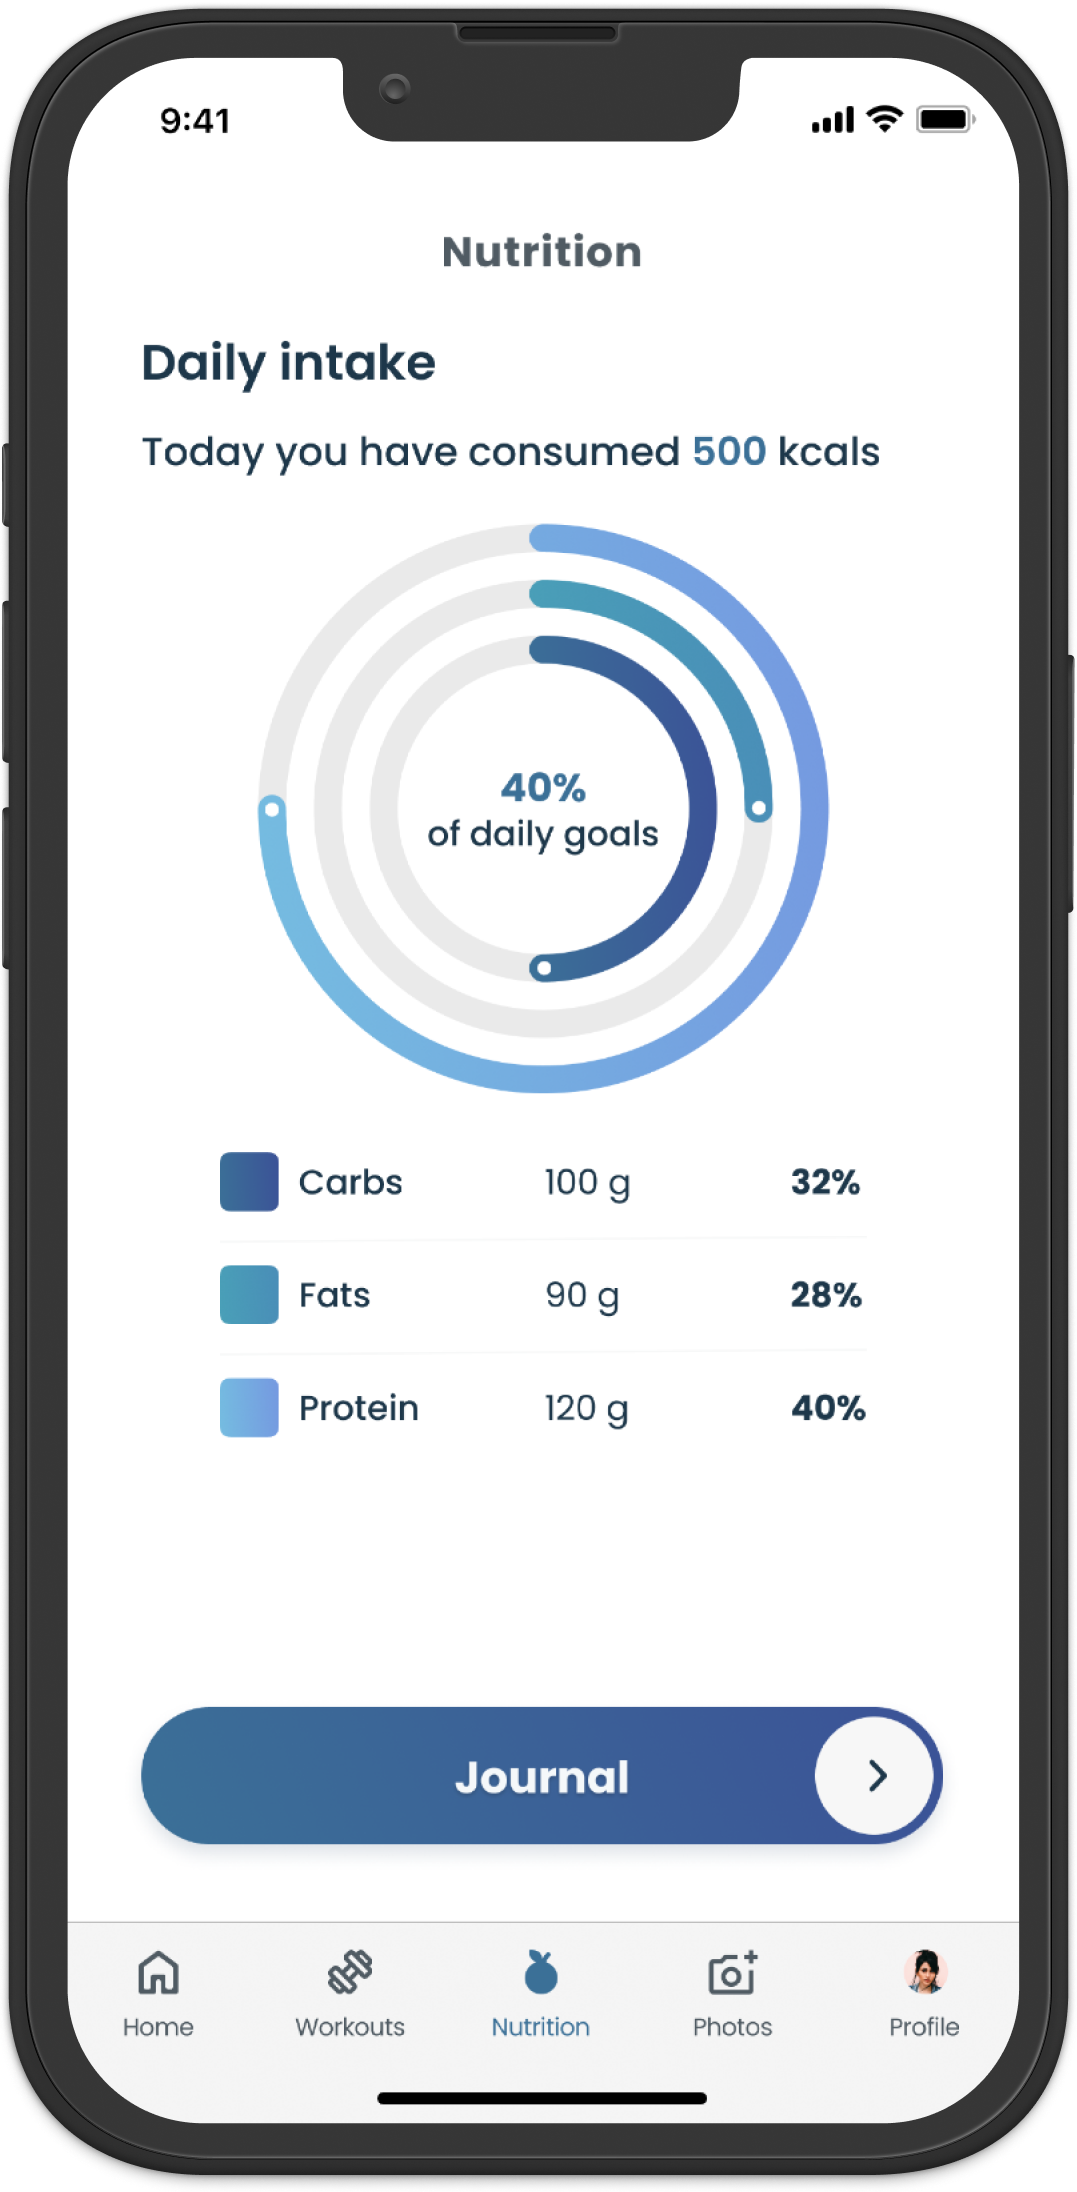 9:41
Nutrition
Daily intake
Today you have consumed 500 kcals
40%
of daily goals
Carbs 100 g 32%
Fats 90 g 28%
Protein 120 g 40%
Journal
Home Workouts Nutrition Photos Profile